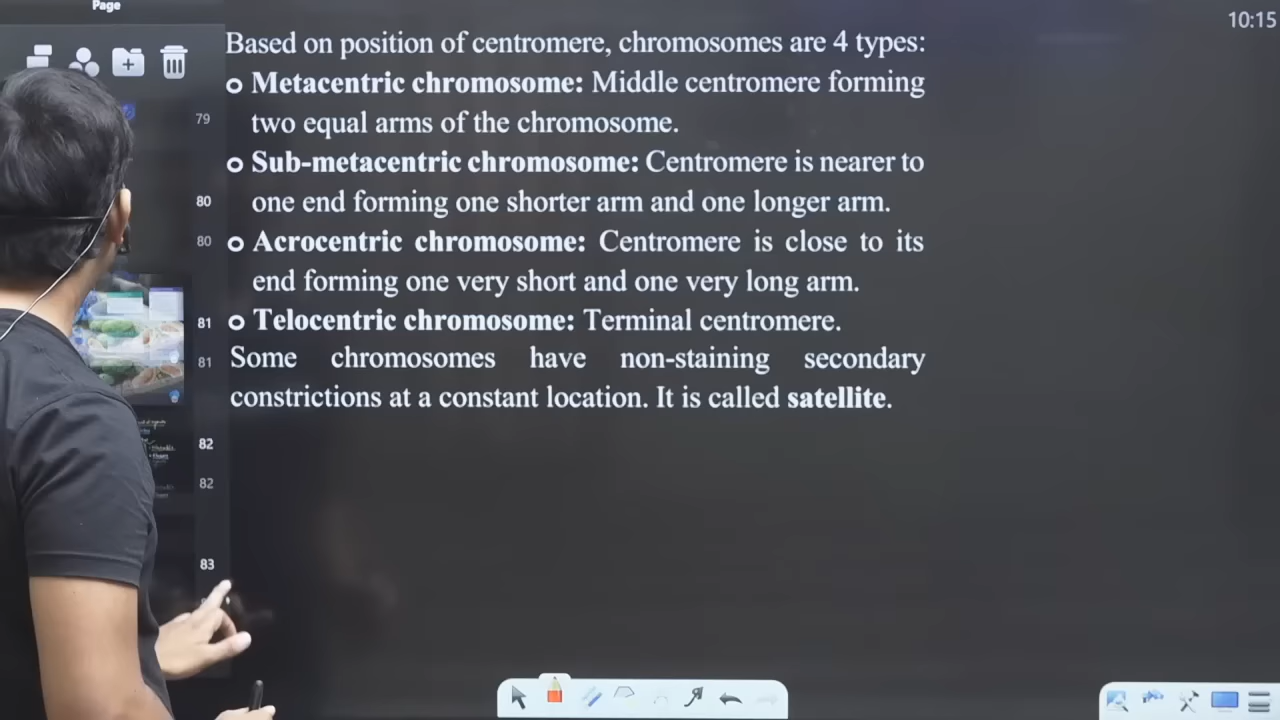 Page
10:15
Based on position of centromere, chromosomes are 4 types:
o Metacentric chromosome: Middle centromere forming
two equal arms of the chromosome.
o Sub-metacentric chromosome: Centromere is nearer to
one end forming one shorter arm and one longer arm.
o Acrocentric chromosome: Centromere is close to its
end forming one very short and one very long arm.
o Telocentric chromosome: Terminal centromere.
Some chromosomes have non-staining secondary
constrictions at a constant location. It is called satellite.
79
80
80
81
81
82
82
83